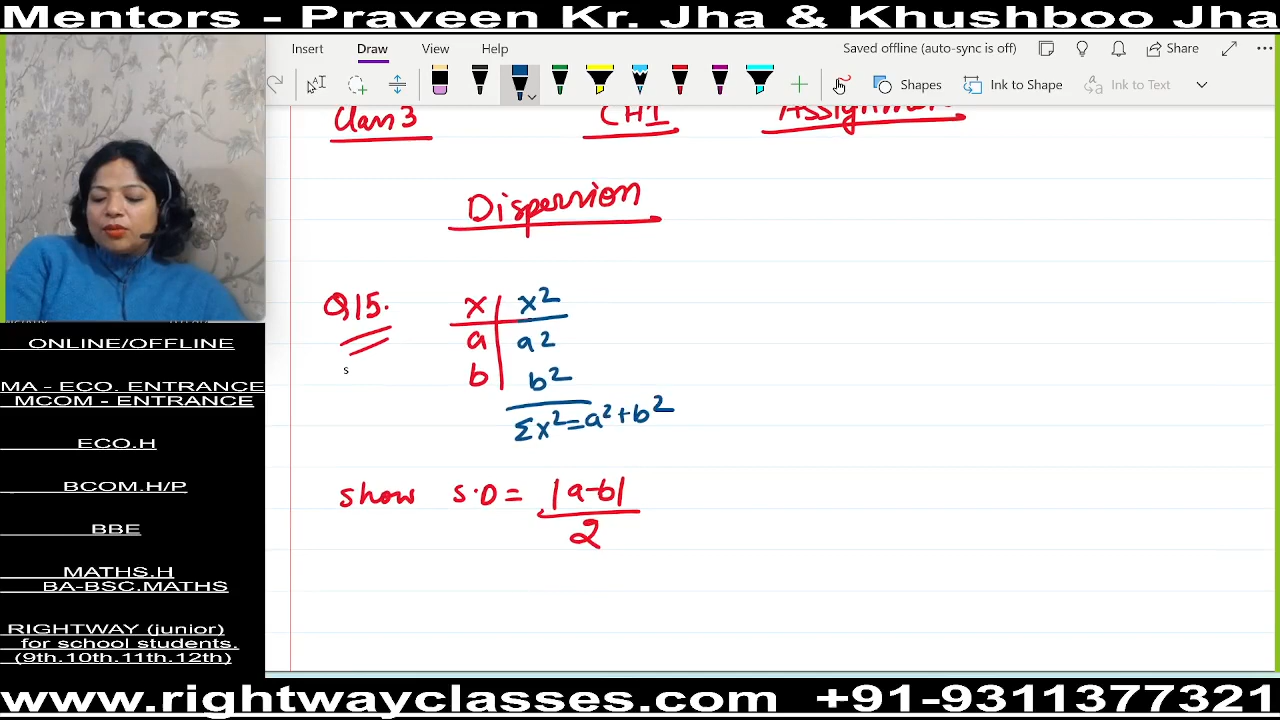 Mentors - Praveen Kr. Jha & Khushboo Jha
Insert Draw View Help Saved offline (auto-sync is off) Share
Shapes Ink to Shape Ink to Text
Class 3 CH1 Assignment
Dispersion
Q15. x x²
a a²
b b²
s
Σx²=a²+b²
show S.D = |a-b|
2
ONLINE/OFFLINE
MA - ECO. ENTRANCE
MCOM - ENTRANCE
ECO.H
BCOM.H/P
BBE
MATHS.H
BA-BSC.MATHS
RIGHTWAY (junior)
for school students.
(9th.10th.11th.12th)
www.rightwayclasses.com +91-9311377321